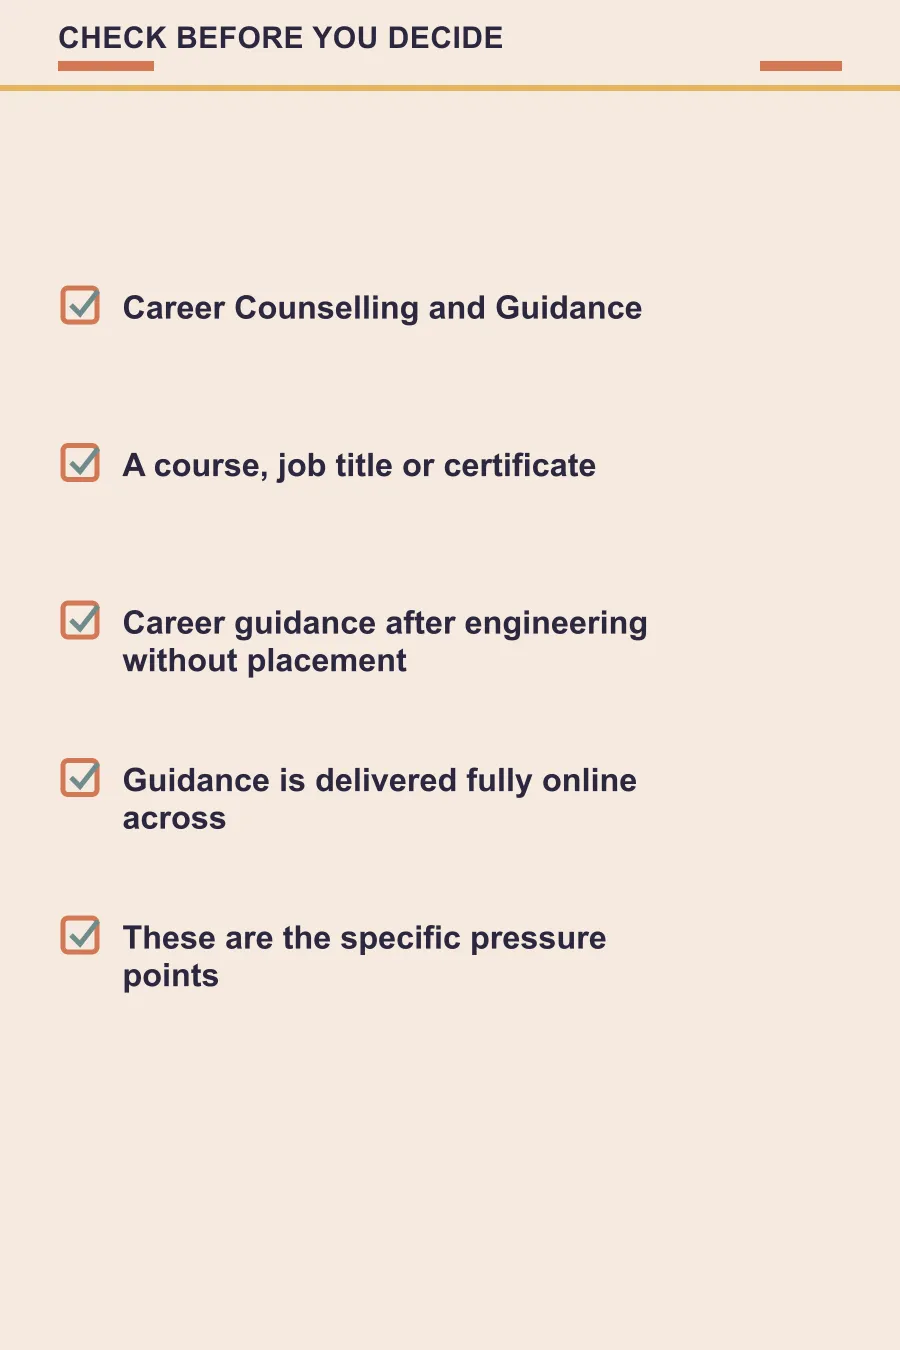 CHECK BEFORE YOU DECIDE
Career Counselling and Guidance
A course, job title or certificate
Career guidance after engineering
without placement
Guidance is delivered fully online
across
These are the specific pressure
points